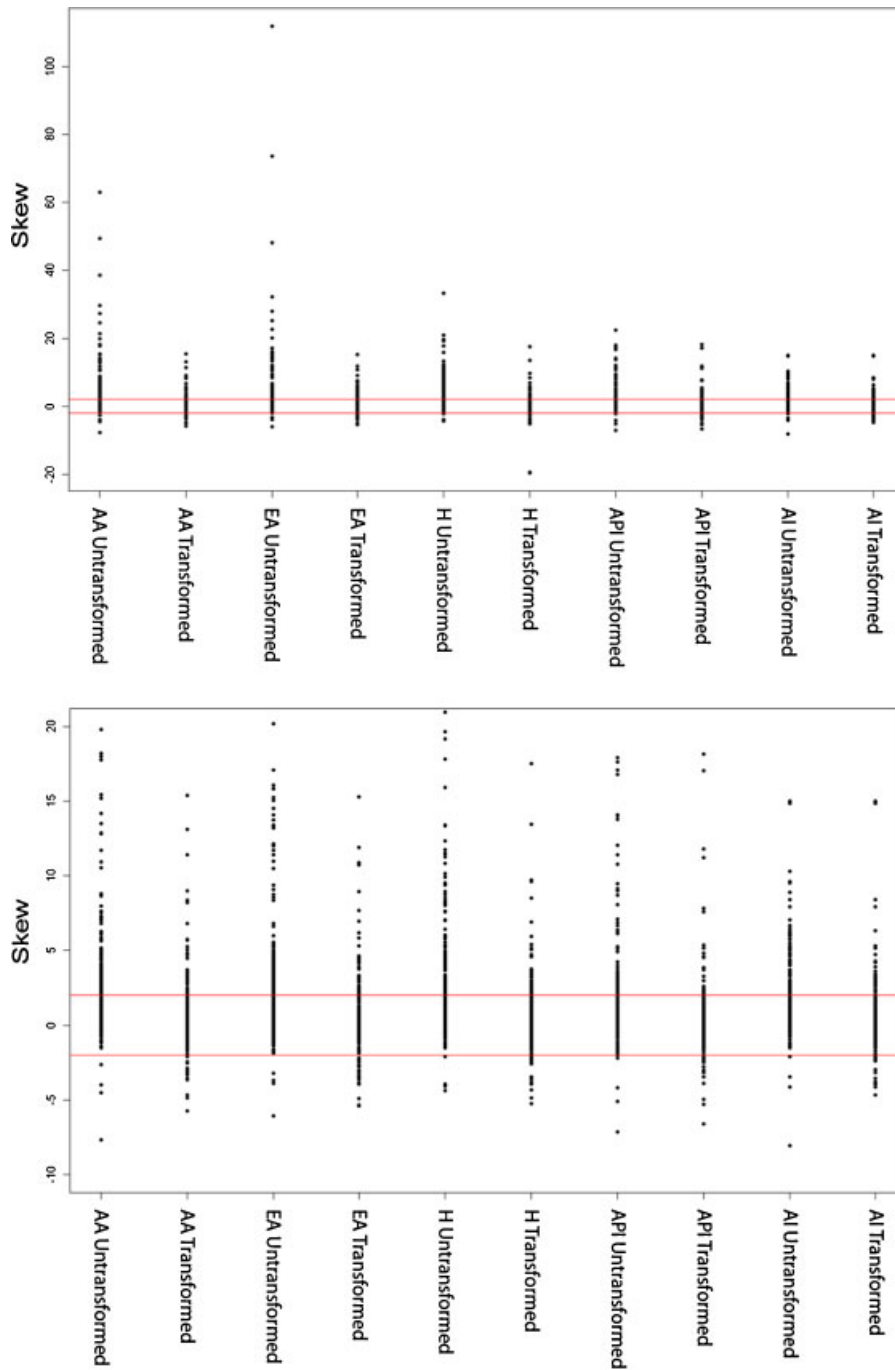 Skew
100
80
60
40
20
0
-20
AA Untransformed
AA Transformed
EA Untransformed
EA Transformed
H Untransformed
H Transformed
API Untransformed
API Transformed
AI Untransformed
AI Transformed
Skew
20
15
10
5
0
-5
-10
AA Untransformed
AA Transformed
EA Untransformed
EA Transformed
H Untransformed
H Transformed
API Untransformed
API Transformed
AI Untransformed
AI Transformed